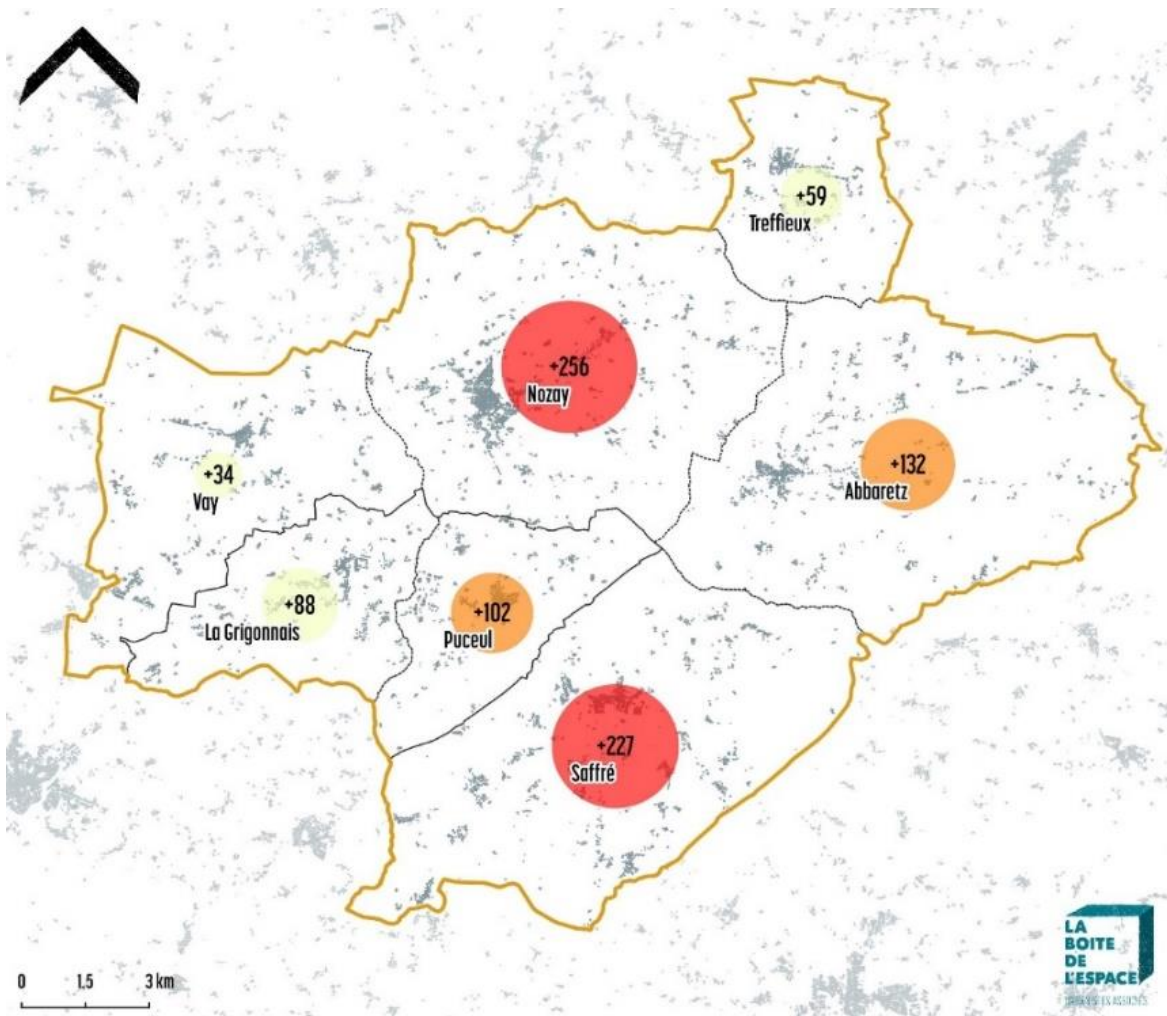 +59
Treffieux
+256
Nozay
+132
Abbaretz
+34
Vay
+88
La Grigonnais
+102
Puceul
+227
Saffré
0 1,5 3 km
LA
BOITE
DE
L'ESPACE